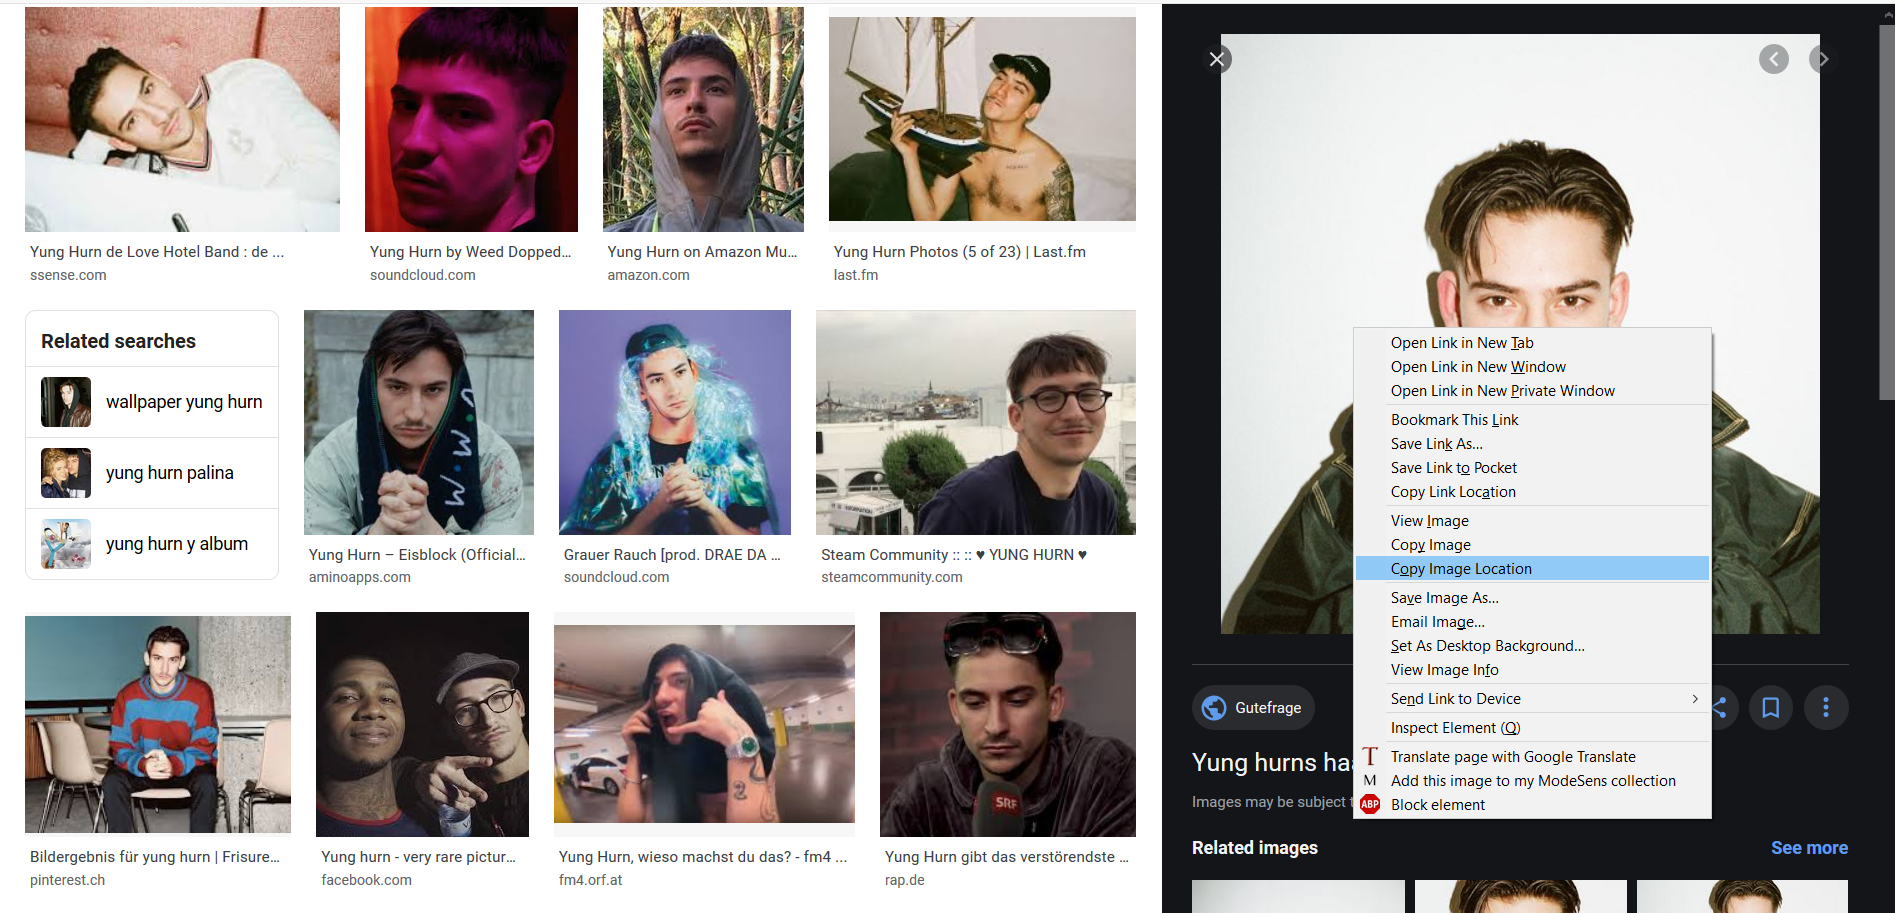 Yung Hurn de Love Hotel Band : de ...
ssense.com
Yung Hurn by Weed Dopped...
soundcloud.com
Yung Hurn on Amazon Mu...
amazon.com
Yung Hurn Photos (5 of 23) | Last.fm
last.fm
Related searches
wallpaper yung hurn
yung hurn palina
yung hurn y album
W.W.
Yung Hurn – Eisblock (Official...
aminoapps.com
Grauer Rauch [prod. DRAE DA ...
soundcloud.com
Steam Community :: :: ♥ YUNG HURN ♥
steamcommunity.com
2
SRF
Bildergebnis für yung hurn | Frisure...
pinterest.ch
Yung hurn - very rare pictur...
facebook.com
Yung Hurn, wieso machst du das? - fm4 ...
fm4.orf.at
Yung Hurn gibt das verstörendste ...
rap.de
Open Link in New Tab
Open Link in New Window
Open Link in New Private Window
Bookmark This Link
Save Link As...
Save Link to Pocket
Copy Link Location
View Image
Copy Image
Copy Image Location
Save Image As...
Email Image...
Set As Desktop Background...
View Image Info
Send Link to Device
Inspect Element (Q)
T Translate page with Google Translate
M Add this image to my ModeSens collection
ABP Block element
Gutefrage
Yung hurns
Images may be subject
Related images
See more